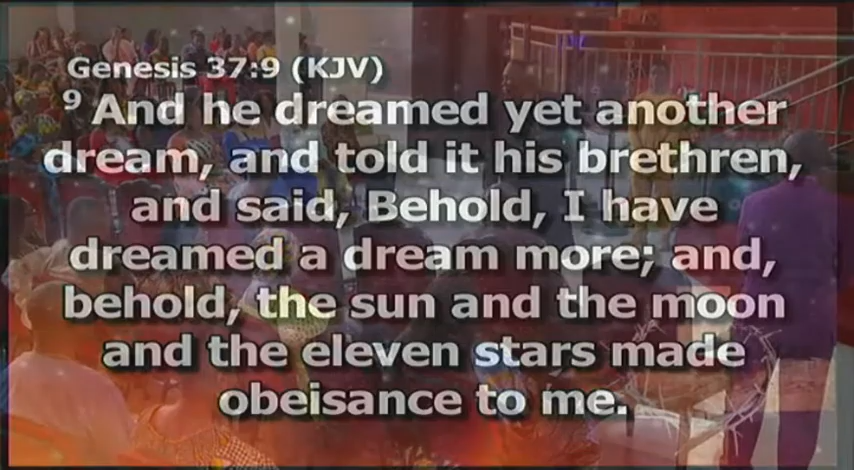 Genesis 37:9 (KJV)
9 And he dreamed yet another
dream, and told it his brethren,
and said, Behold, I have
dreamed a dream more; and,
behold, the sun and the moon
and the eleven stars made
obeisance to me.